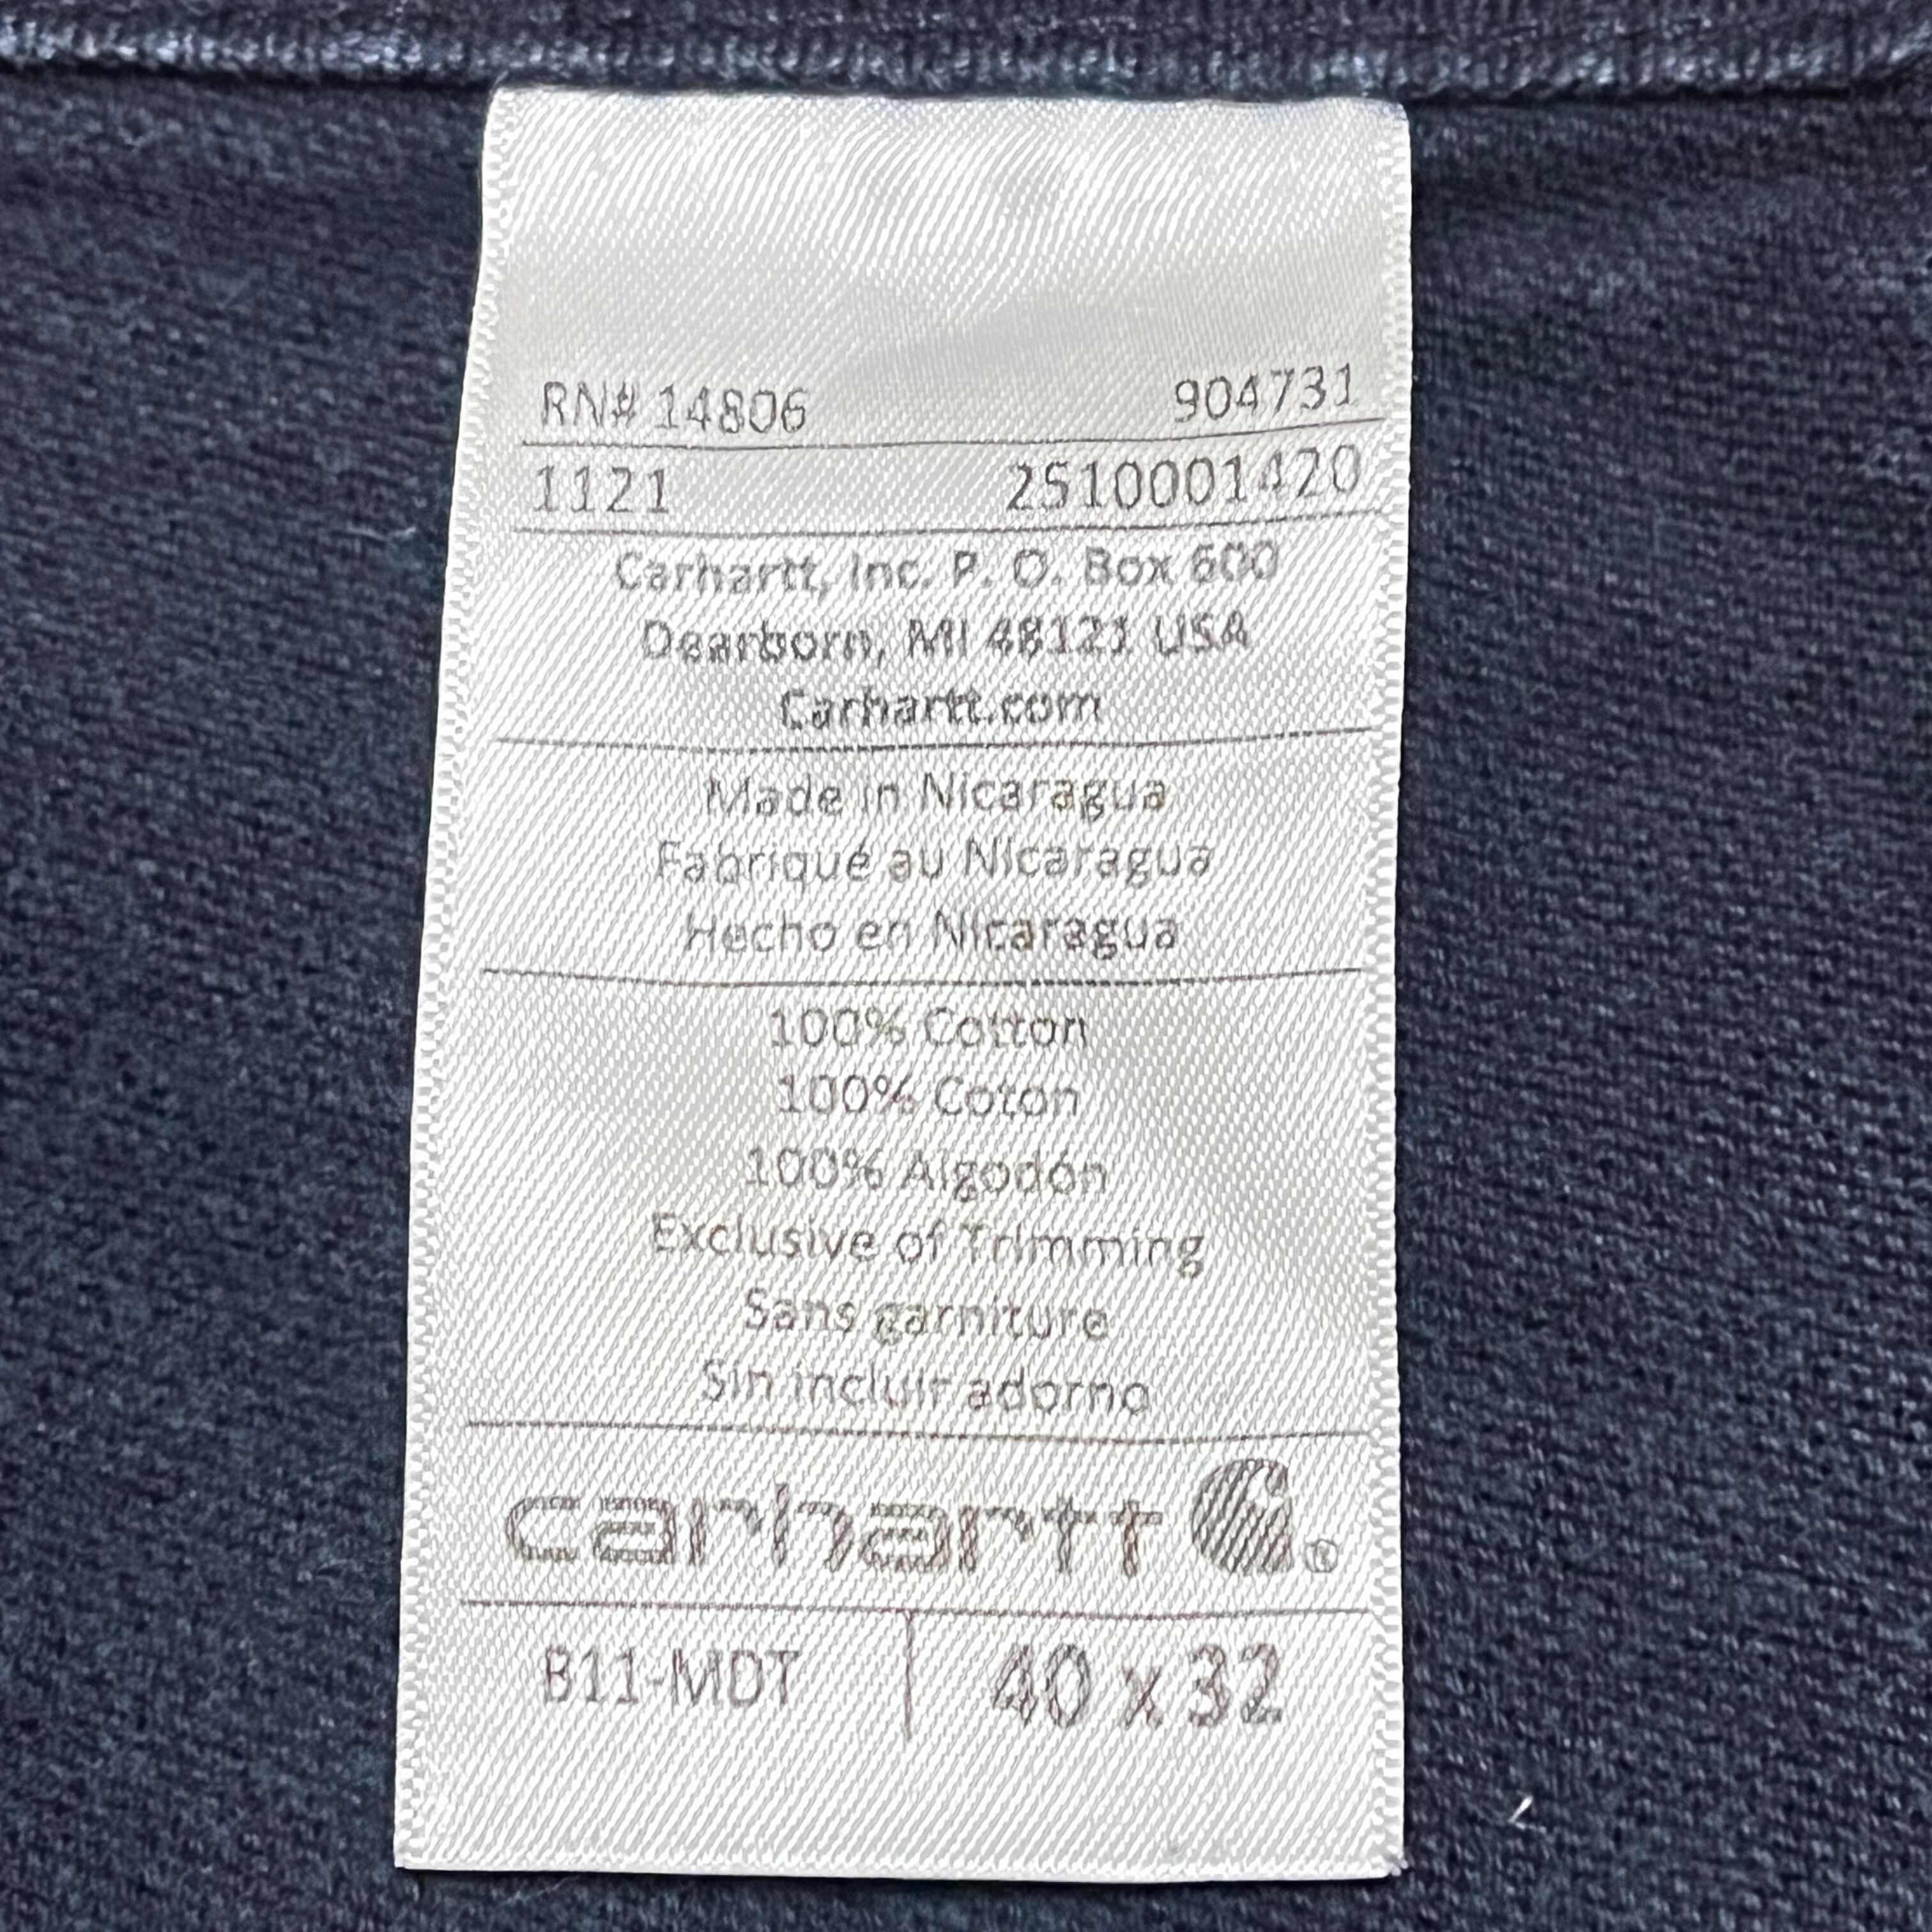 RN# 14806 904731
1121 2510001420
Carhartt, Inc. P. O. Box 600
Dearborn, MI 48121 USA
Carhartt.com
Made in Nicaragua
Fabriqué au Nicaragua
Hecho en Nicaragua
100% Cotton
100% Coton
100% Algodón
Exclusive of Trimming
Sans garniture
Sin incluir adorno
carhartt ®
B11-MDT 40 x 32